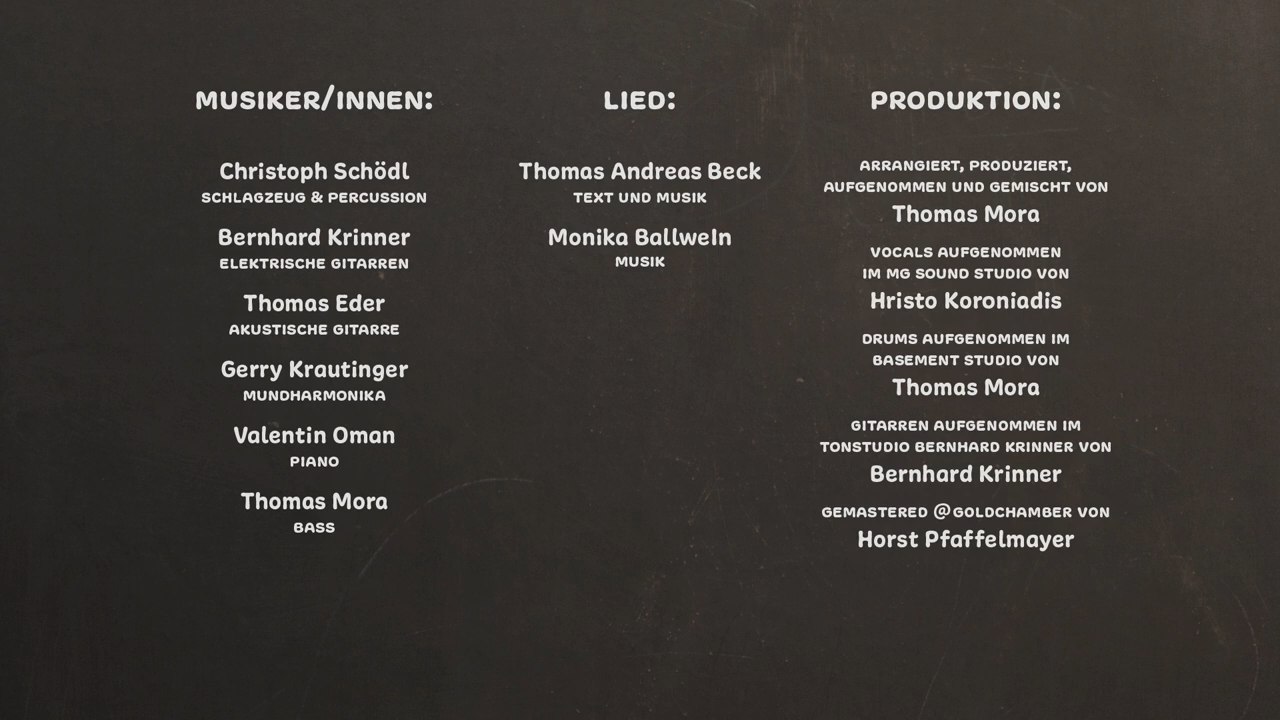 MUSIKER/INNEN:
Christoph Schödl
SCHLAGZEUG & PERCUSSION
Bernhard Krinner
ELEKTRISCHE GITARREN
Thomas Eder
AKUSTISCHE GITARRE
Gerry Krautinger
MUNDHARMONIKA
Valentin Oman
PIANO
Thomas Mora
BASS
LIED:
Thomas Andreas Beck
TEXT UND MUSIK
Monika BallweIn
MUSIK
PRODUKTION:
ARRANGIERT, PRODUZIERT,
AUFGENOMMEN UND GEMISCHT VON
Thomas Mora
VOCALS AUFGENOMMEN
IM MG SOUND STUDIO VON
Hristo Koroniadis
DRUMS AUFGENOMMEN IM
BASEMENT STUDIO VON
Thomas Mora
GITARREN AUFGENOMMEN IM
TONSTUDIO BERNHARD KRINNER VON
Bernhard Krinner
GEMASTERED @GOLDCHAMBER VON
Horst Pfaffelmayer